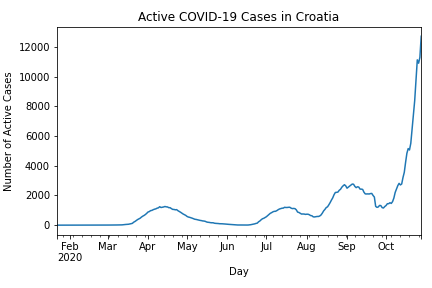 Active COVID-19 Cases in Croatia
Number of Active Cases
12000
10000
8000
6000
4000
2000
0
Feb Mar Apr May Jun Jul Aug Sep Oct
2020
Day